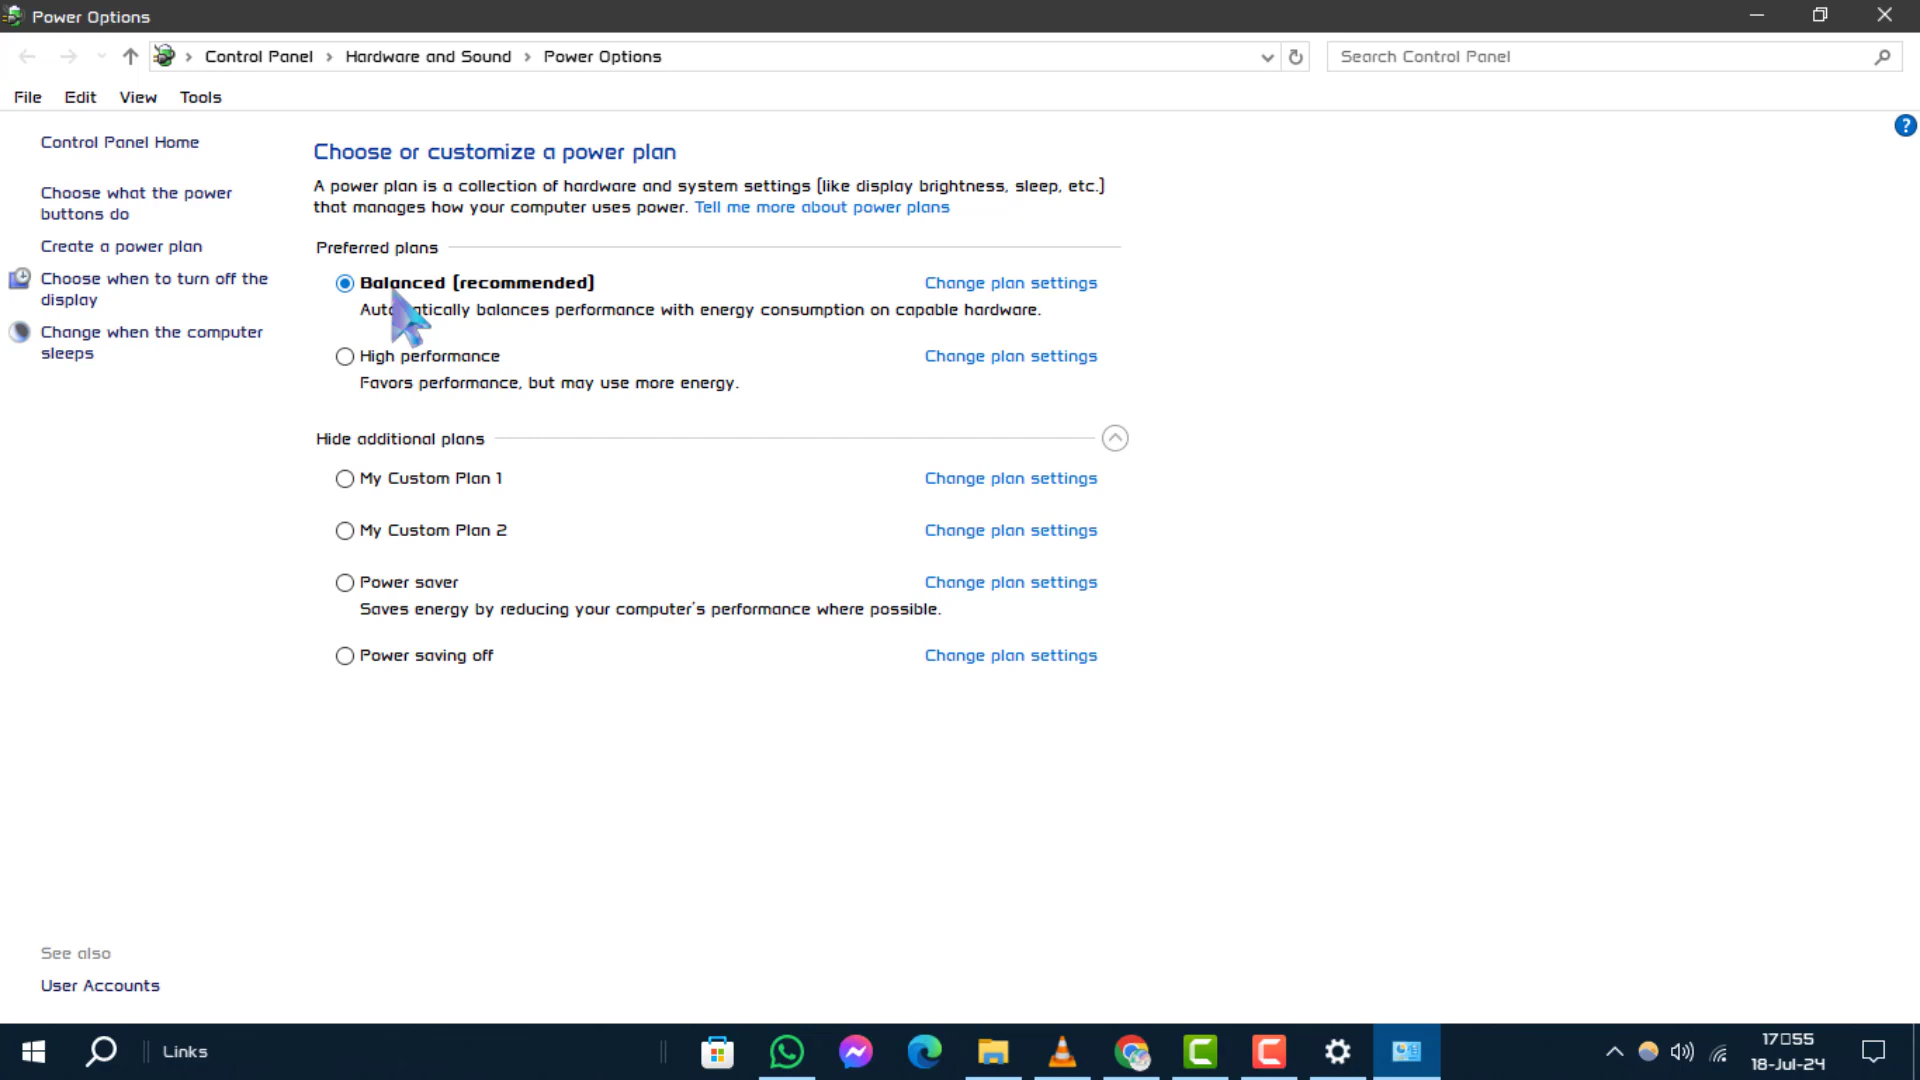 Power Options
Control Panel > Hardware and Sound > Power Options
Search Control Panel
File Edit View Tools
Control Panel Home
Choose what the power
buttons do
Create a power plan
Choose when to turn off the
display
Change when the computer
sleeps
Choose or customize a power plan
A power plan is a collection of hardware and system settings (like display brightness, sleep, etc.)
that manages how your computer uses power. Tell me more about power plans
Preferred plans
Balanced (recommended) Change plan settings
Automatically balances performance with energy consumption on capable hardware.
High performance Change plan settings
Favors performance, but may use more energy.
Hide additional plans
My Custom Plan 1 Change plan settings
My Custom Plan 2 Change plan settings
Power saver Change plan settings
Saves energy by reducing your computer's performance where possible.
Power saving off Change plan settings
See also
User Accounts
Links
17▯55
18-Jul-24